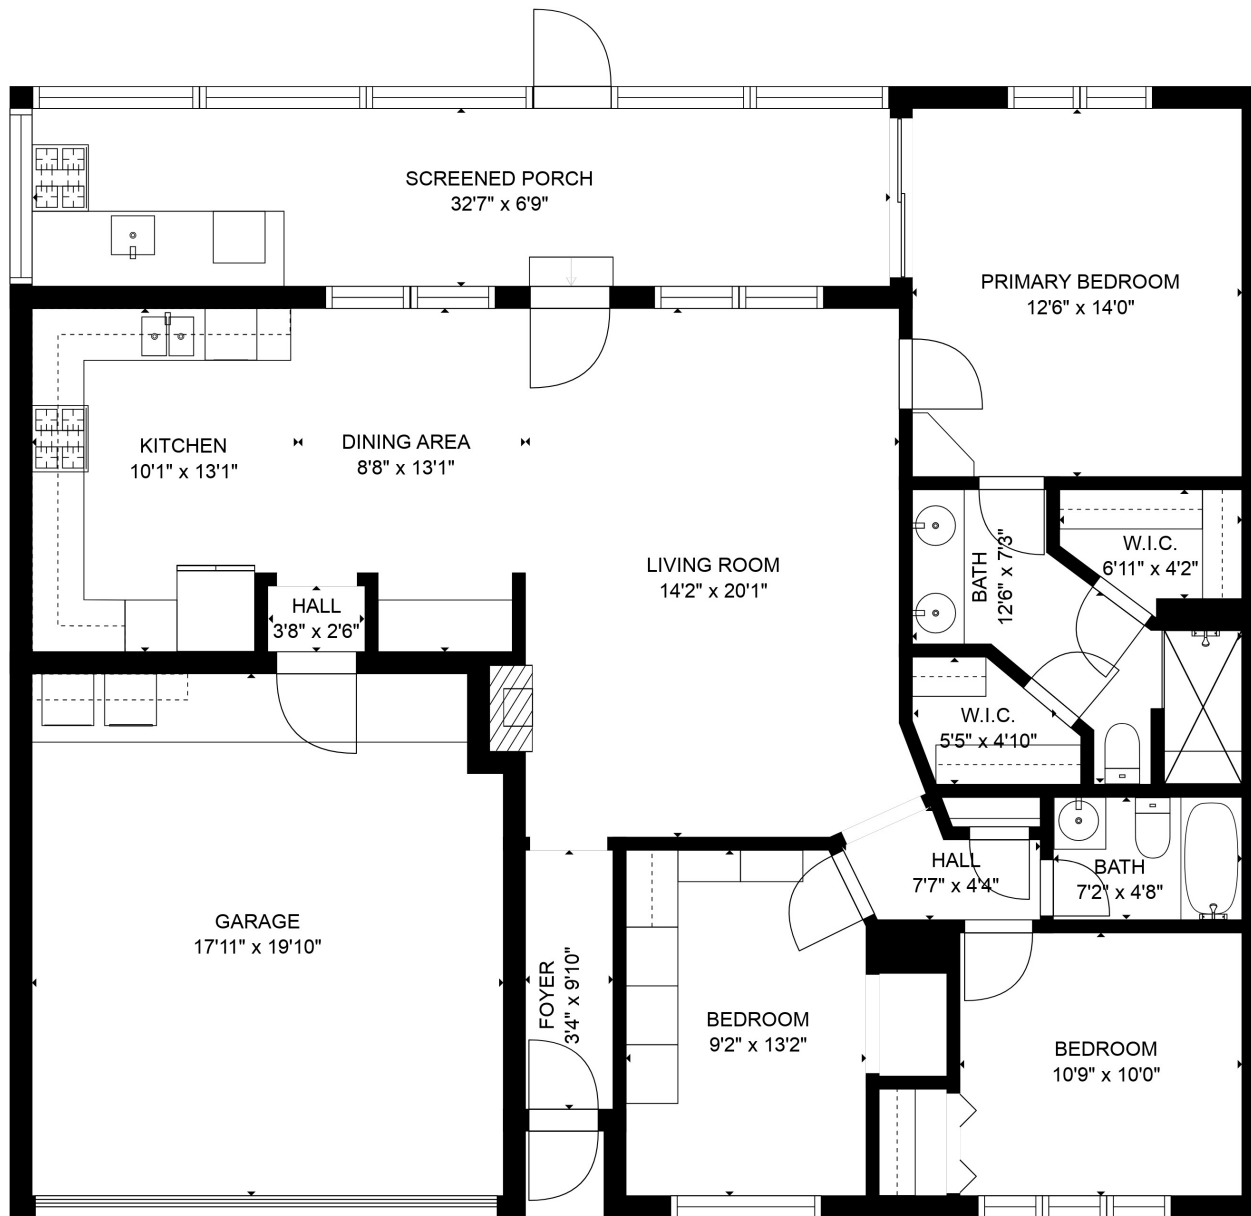 SCREENED PORCH
32'7" x 6'9"
PRIMARY BEDROOM
12'6" x 14'0"
KITCHEN
10'1" x 13'1"
DINING AREA
8'8" x 13'1"
LIVING ROOM
14'2" x 20'1"
BATH
12'6" x 7'3"
W.I.C.
6'11" x 4'2"
HALL
3'8" x 2'6"
W.I.C.
5'5" x 4'10"
HALL
7'7" x 4'4"
BATH
7'2" x 4'8"
GARAGE
17'11" x 19'10"
FOYER
3'4" x 9'10"
BEDROOM
9'2" x 13'2"
BEDROOM
10'9" x 10'0"